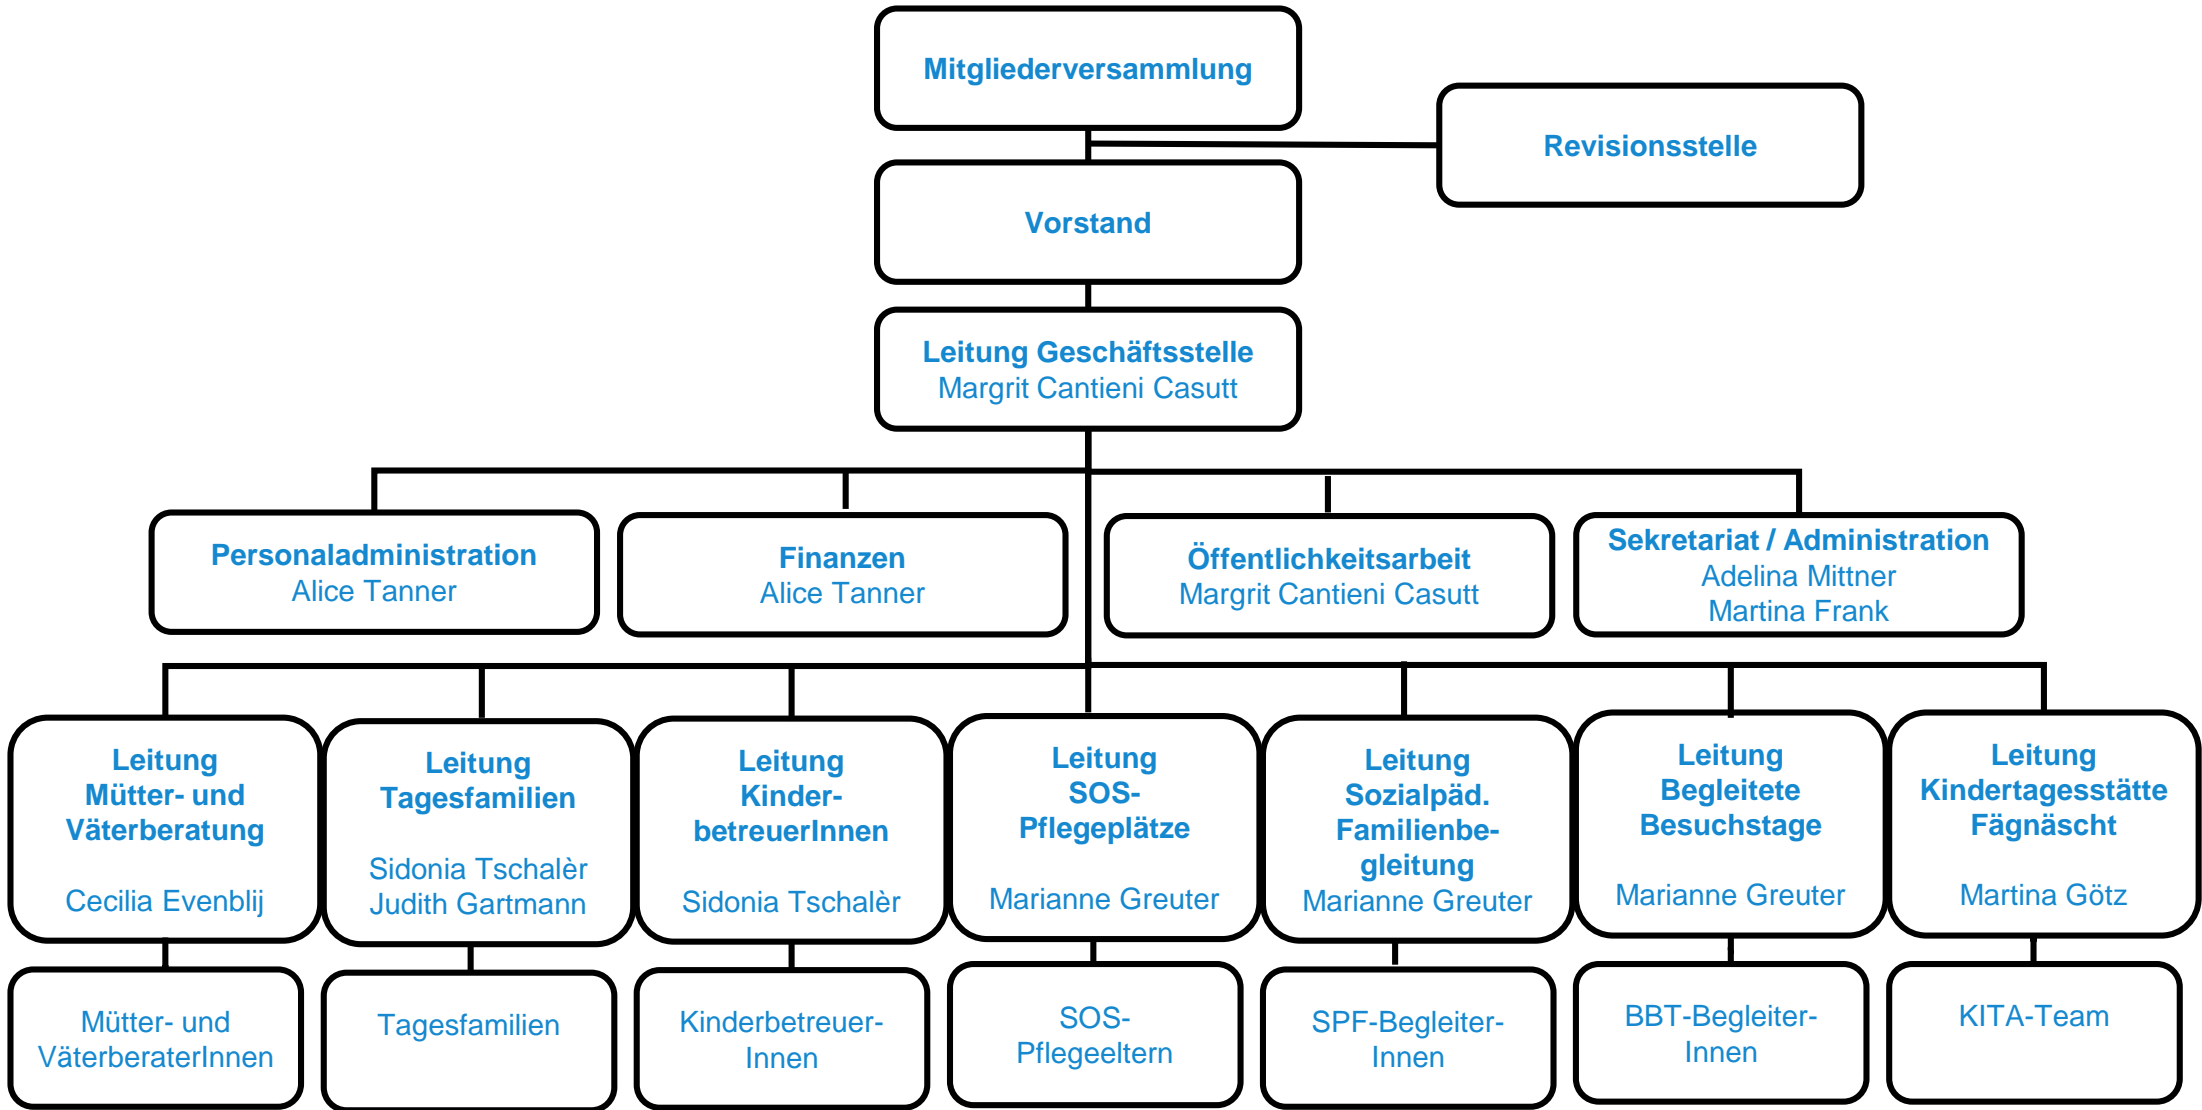 Mitgliederversammlung
Revisionsstelle
Vorstand
Leitung Geschäftsstelle
Margrit Cantieni Casutt
Personaladministration
Alice Tanner
Finanzen
Alice Tanner
Öffentlichkeitsarbeit
Margrit Cantieni Casutt
Sekretariat / Administration
Adelina Mittner
Martina Frank
Leitung
Mütter- und
Väterberatung
Cecilia Evenblij
Leitung
Tagesfamilien
Sidonia Tschalèr
Judith Gartmann
Leitung
Kinder-
betreuerInnen
Sidonia Tschalèr
Leitung
SOS-
Pflegeplätze
Marianne Greuter
Leitung
Sozialpäd.
Familienbe-
gleitung
Marianne Greuter
Leitung
Begleitete
Besuchstage
Marianne Greuter
Leitung
Kindertagesstätte
Fägnäscht
Martina Götz
Mütter- und
VäterberaterInnen
Tagesfamilien
Kinderbetreuer-
Innen
SOS-
Pflegeeltern
SPF-Begleiter-
Innen
BBT-Begleiter-
Innen
KITA-Team